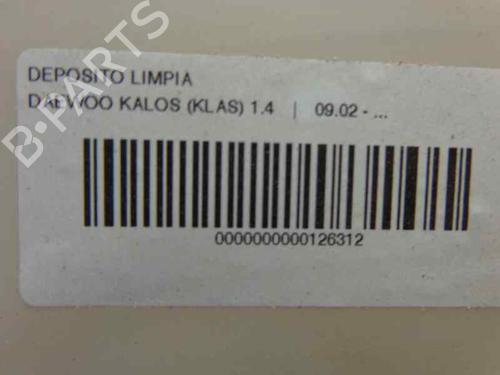 B-PARTS
DEPOSITO LIMPIA
DAEWOO KALOS (KLAS) 1.4 | 09.02 - ...
0000000000126312